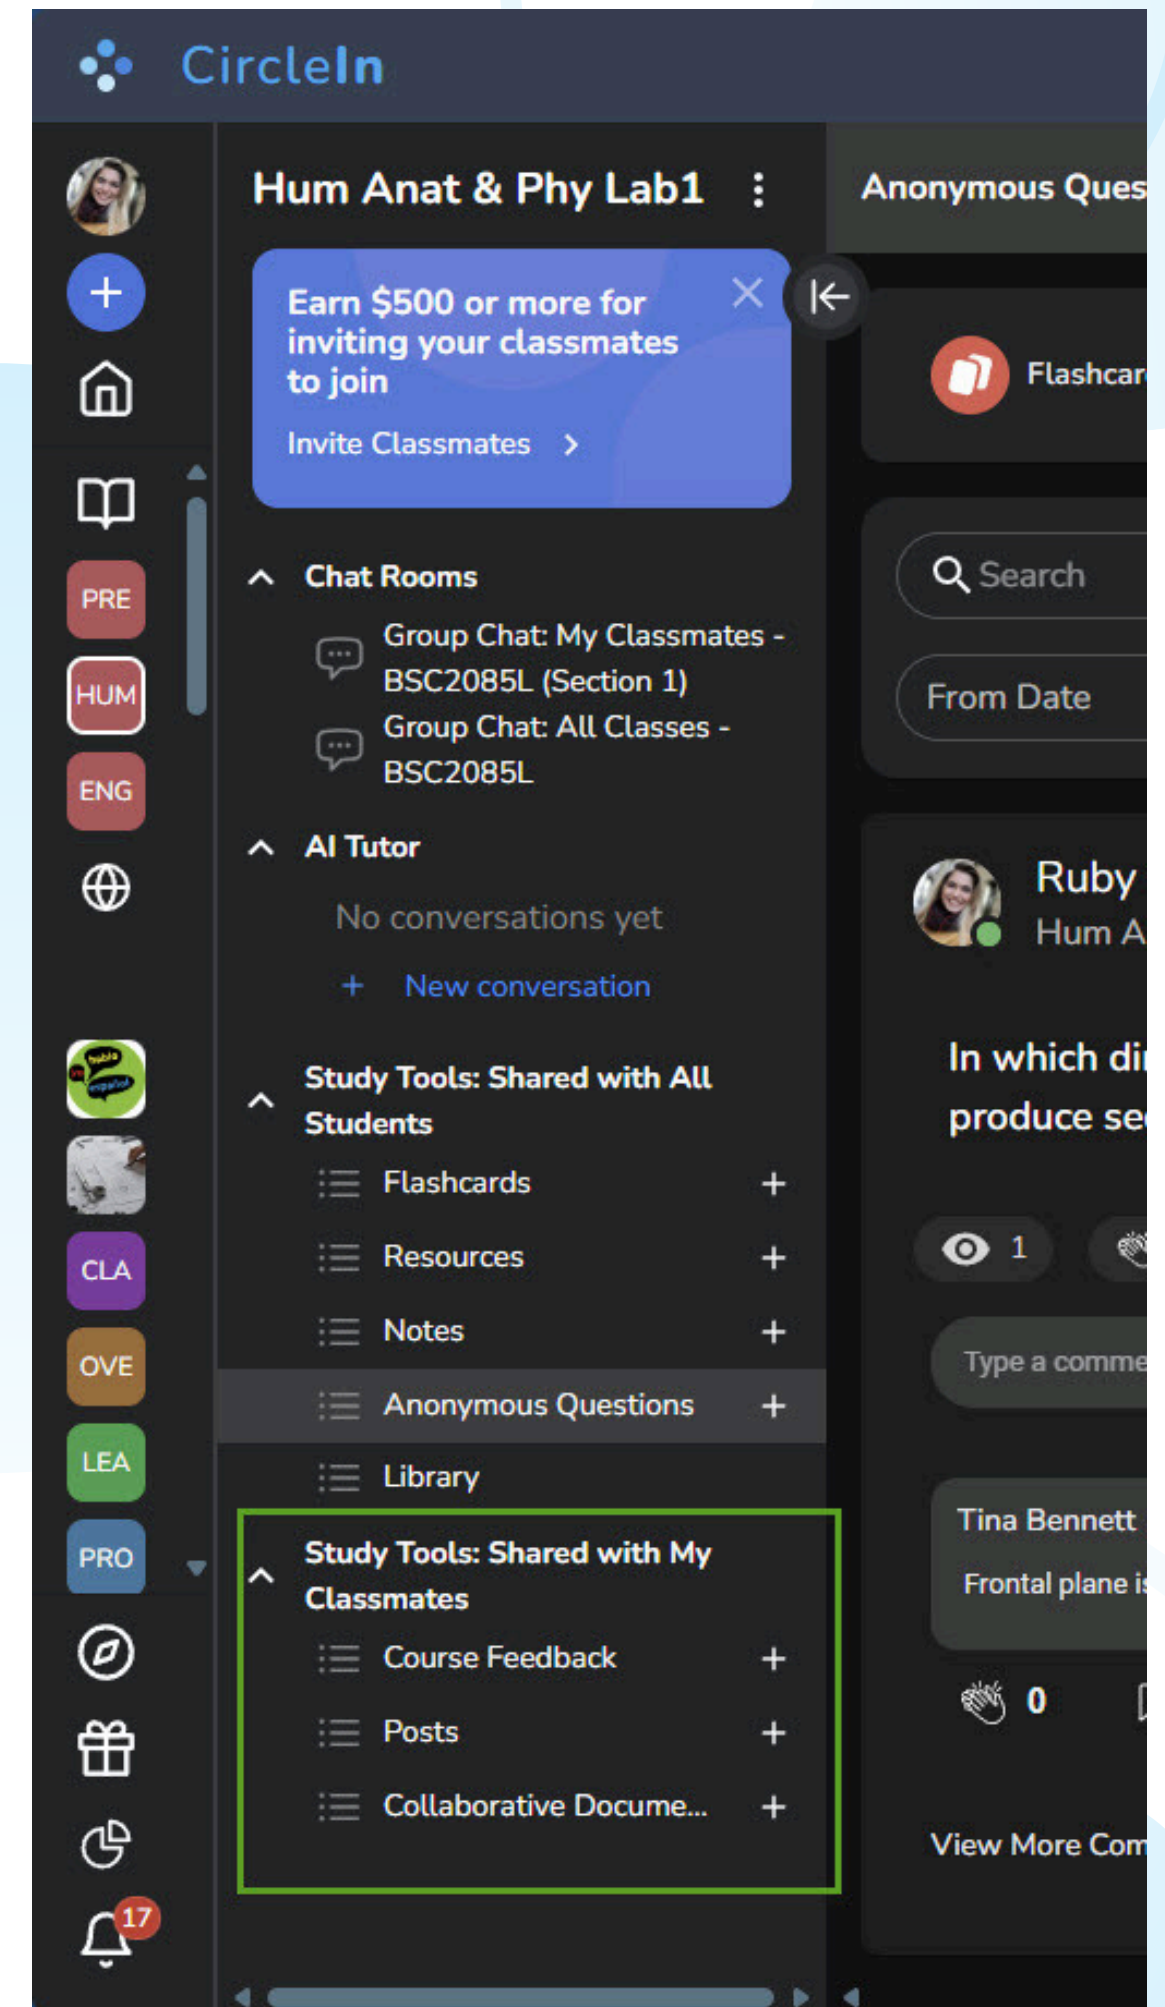 CircleIn
Hum Anat & Phy Lab1
Anonymous Ques
Earn $500 or more for
inviting your classmates
to join
Invite Classmates
Flashcar
PRE
HUM
ENG
Chat Rooms
Group Chat: My Classmates -
BSC2085L (Section 1)
Group Chat: All Classes -
BSC2085L
Search
From Date
AI Tutor
No conversations yet
+ New conversation
Ruby
Hum A
In which di
produce se
Study Tools: Shared with All
Students
Flashcards +
Resources +
Notes +
Anonymous Questions +
Library
1
Type a comme
hablo
español
CLA
OVE
LEA
PRO
Study Tools: Shared with My
Classmates
Course Feedback +
Posts +
Collaborative Docume... +
Tina Bennett
Frontal plane is
0
View More Com
17